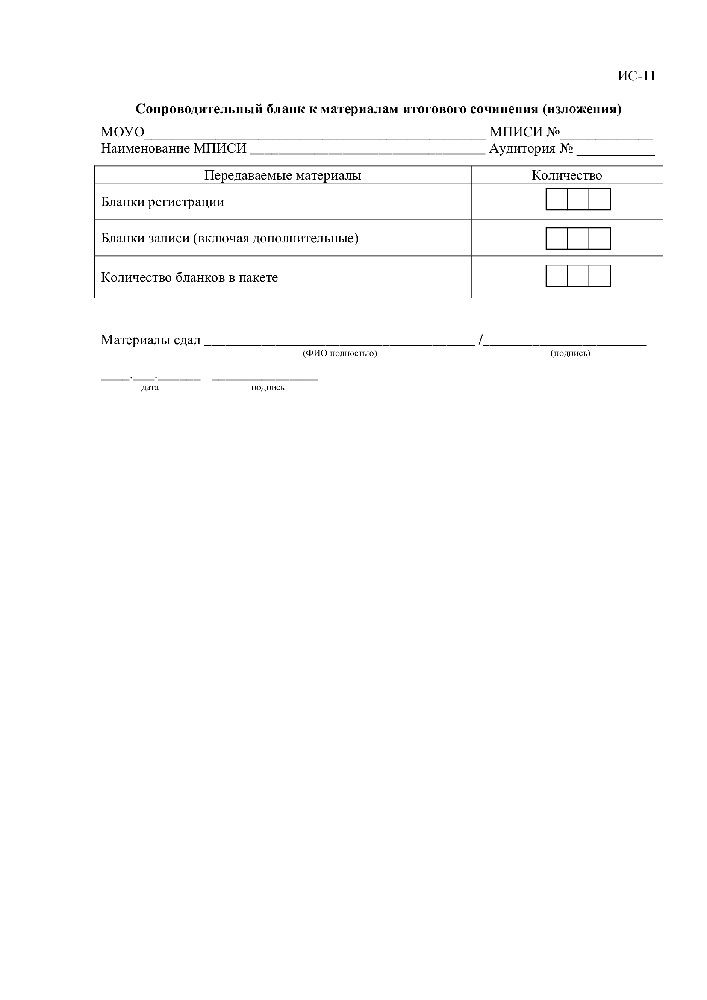 ИС-11
Сопроводительный бланк к материалам итогового сочинения (изложения)
МОУО________________________________________________ МПИСИ №_____________
Наименование МПИСИ _________________________________ Аудитория № ___________
Передаваемые материалы Количество
Бланки регистрации
Бланки записи (включая дополнительные)
Количество бланков в пакете
Материалы сдал ______________________________________ /_______________________
(ФИО полностью) (подпись)
____.___.______ _______________
дата подпись